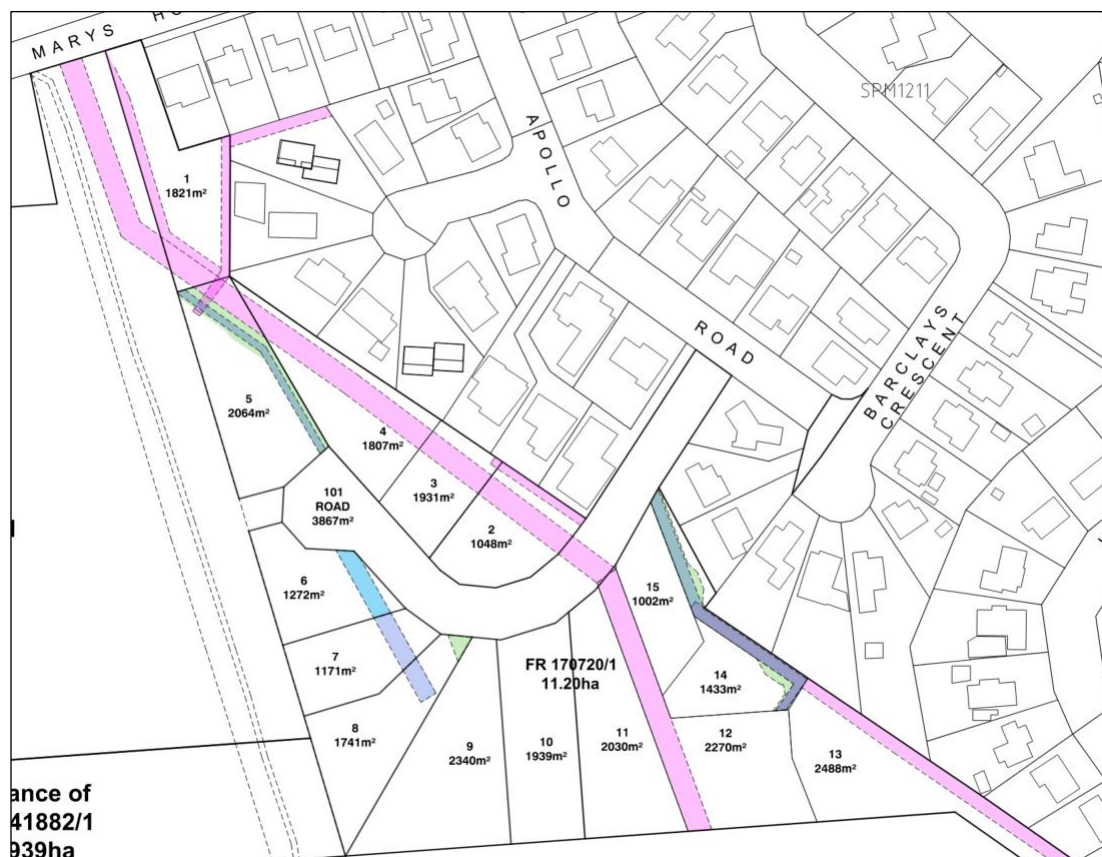 MARYS HO
SPM1211
APOLLO
ROAD
BARCLAYS
CRESCENT
1
1821m²
5
2064m²
4
1807m²
3
1931m²
2
1048m²
101
ROAD
3867m²
6
1272m²
7
1171m²
8
1741m²
9
2340m²
FR 170720/1
11.20ha
10
1939m²
11
2030m²
15
1002m²
14
1433m²
12
2270m²
13
2488m²
ance of
41882/1
939ha